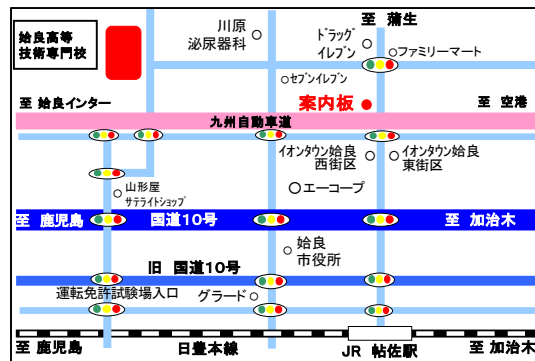 至 蒲生
川原
泌尿器科
ドラッグ
イレブン
ファミリーマート
姶良高等
技術専門校
セブンイレブン
至 姶良インター
案内板
至 空港
九州自動車道
イオンタウン姶良
西街区
イオンタウン姶良
東街区
山形屋
サテライトショップ
エーコープ
至 鹿児島
国道10号
至 加治木
姶良
市役所
旧 国道10号
運転免許試験場入口
グラード
至 鹿児島
日豊本線
JR 帖佐駅
至 加治木